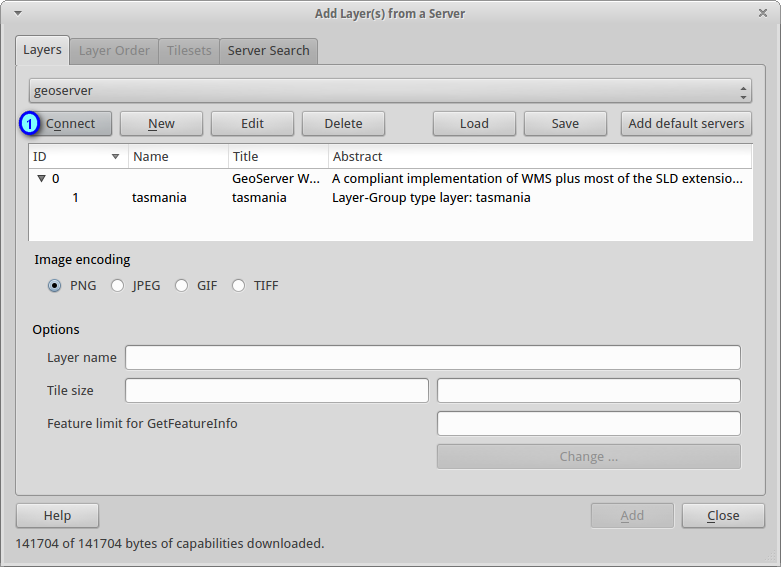 Add Layer(s) from a Server
Layers Layer Order Tilesets Server Search
geoserver
1 Connect New Edit Delete Load Save Add default servers
ID Name Title Abstract
0 GeoServer W... A compliant implementation of WMS plus most of the SLD extensio...
1 tasmania tasmania Layer-Group type layer: tasmania
Image encoding
PNG JPEG GIF TIFF
Options
Layer name
Tile size
Feature limit for GetFeatureInfo
Change ...
Help Add Close
141704 of 141704 bytes of capabilities downloaded.